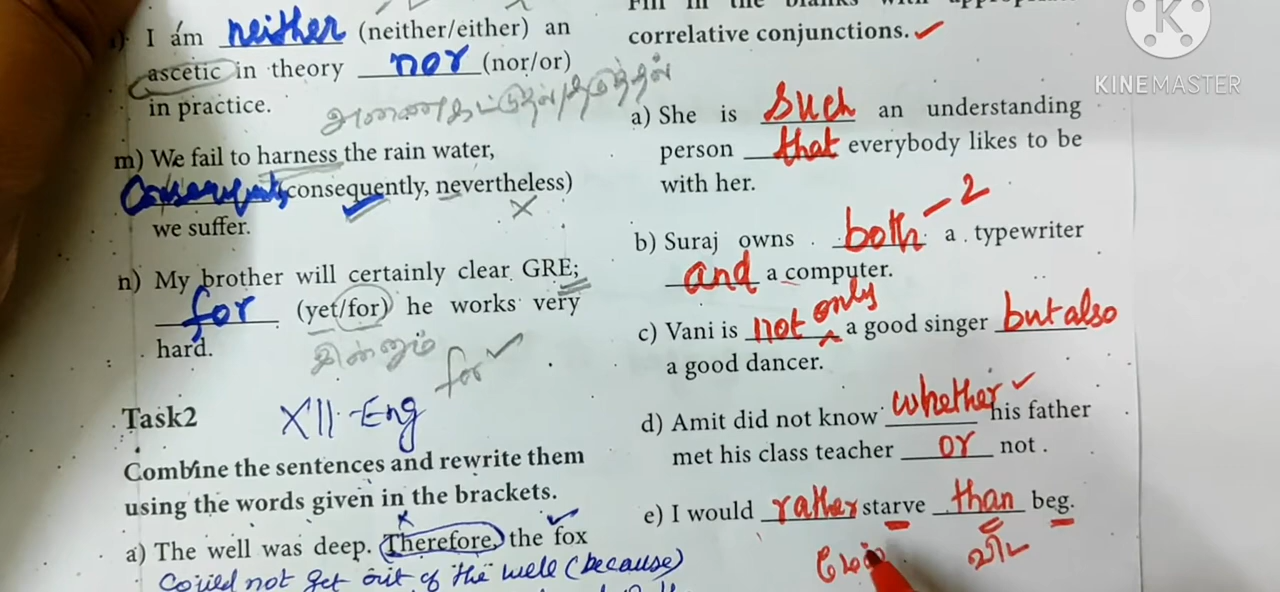 I am neither (neither/either) an
ascetic in theory nor (nor/or)
in practice.
m) We fail to harness the rain water,
consequently, nevertheless)
we suffer.
n) My brother will certainly clear GRE;
for (yet/for) he works very
hard.
இன்னும்
for
Task2
XII-Eng
Combine the sentences and rewrite them
using the words given in the brackets.
a) The well was deep. Therefore, the fox
Could not get out of the well (because)
correlative conjunctions.
a) She is such an understanding
person that everybody likes to be
with her.
b) Suraj owns both - 2 a typewriter
and a computer.
c) Vani is not only a good singer but also
a good dancer.
d) Amit did not know whether his father
met his class teacher or not.
e) I would rather starve than beg.
விட
K
KINEMASTER